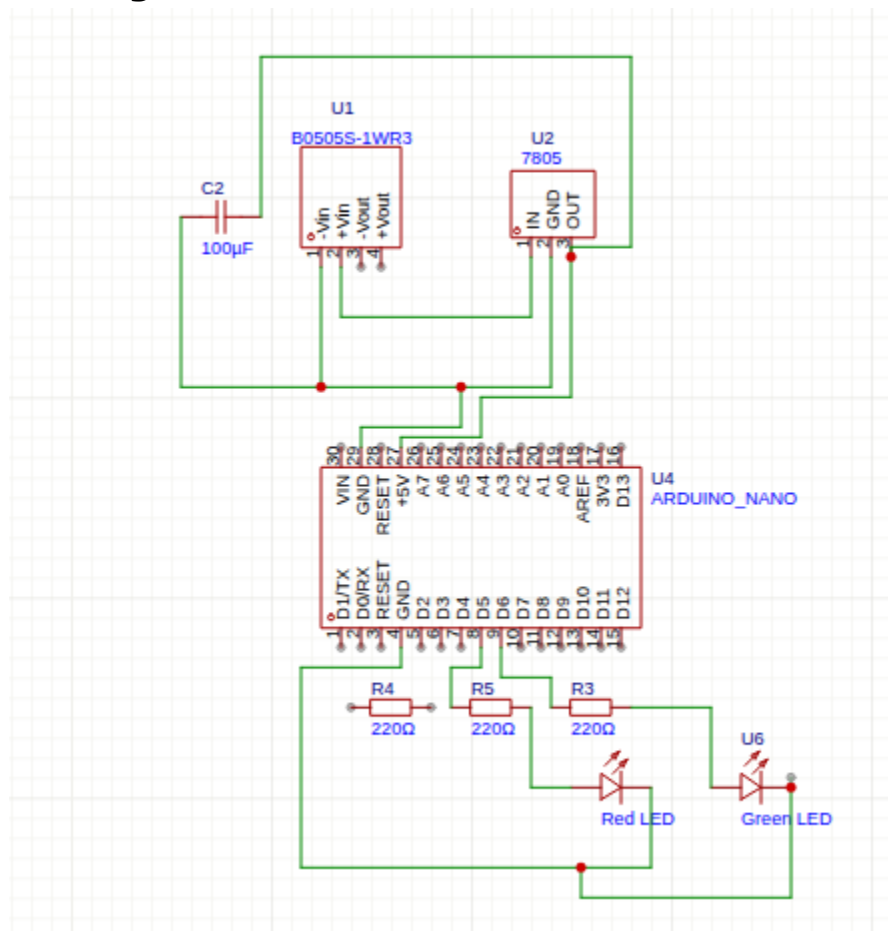 U1
B0505S-1WR3
-Vin
+Vin
-Vout
+Vout
1
2
3
4
U2
7805
IN
GND
OUT
1
2
3
C2
100µF
30
29
28
27
26
25
24
23
22
21
20
19
18
17
16
VIN
GND
RESET
+5V
A7
A6
A5
A4
A3
A2
A1
A0
AREF
3V3
D13
U4
ARDUINO_NANO
D1/TX
D0/RX
RESET
GND
D2
D3
D4
D5
D6
D7
D8
D9
D10
D11
D12
1
2
3
4
5
6
7
8
9
10
11
12
13
14
15
R4
220Ω
R5
220Ω
R3
220Ω
U6
Red LED
Green LED